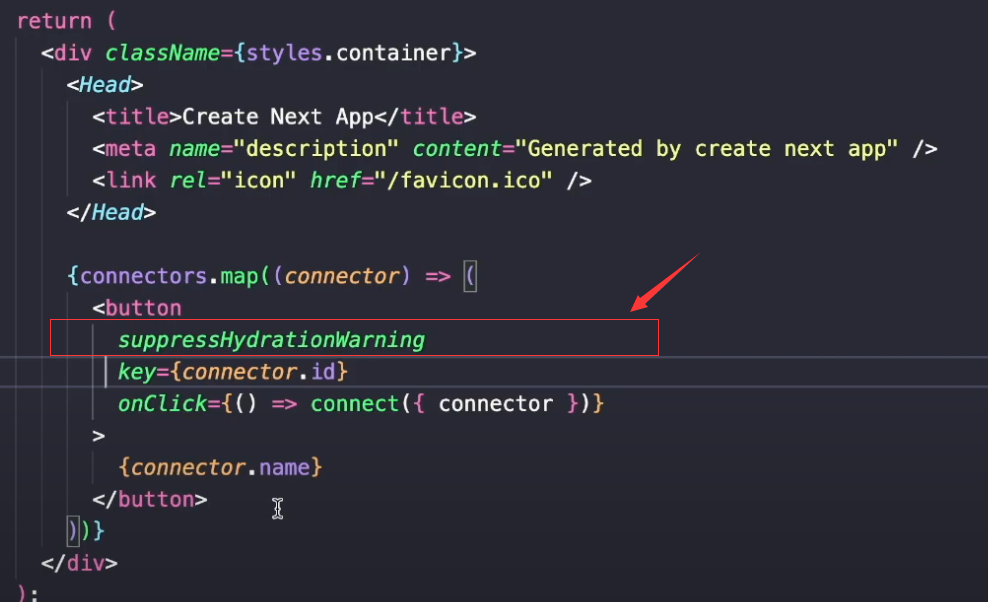 return (
<div className={styles.container}>
<Head>
<title>Create Next App</title>
<meta name="description" content="Generated by create next app" />
<link rel="icon" href="/favicon.ico" />
</Head>
{connectors.map((connector) => (
<button
suppressHydrationWarning
key={connector.id}
onClick={() => connect({ connector })}
>
{connector.name}
</button>
))}
</div>
);